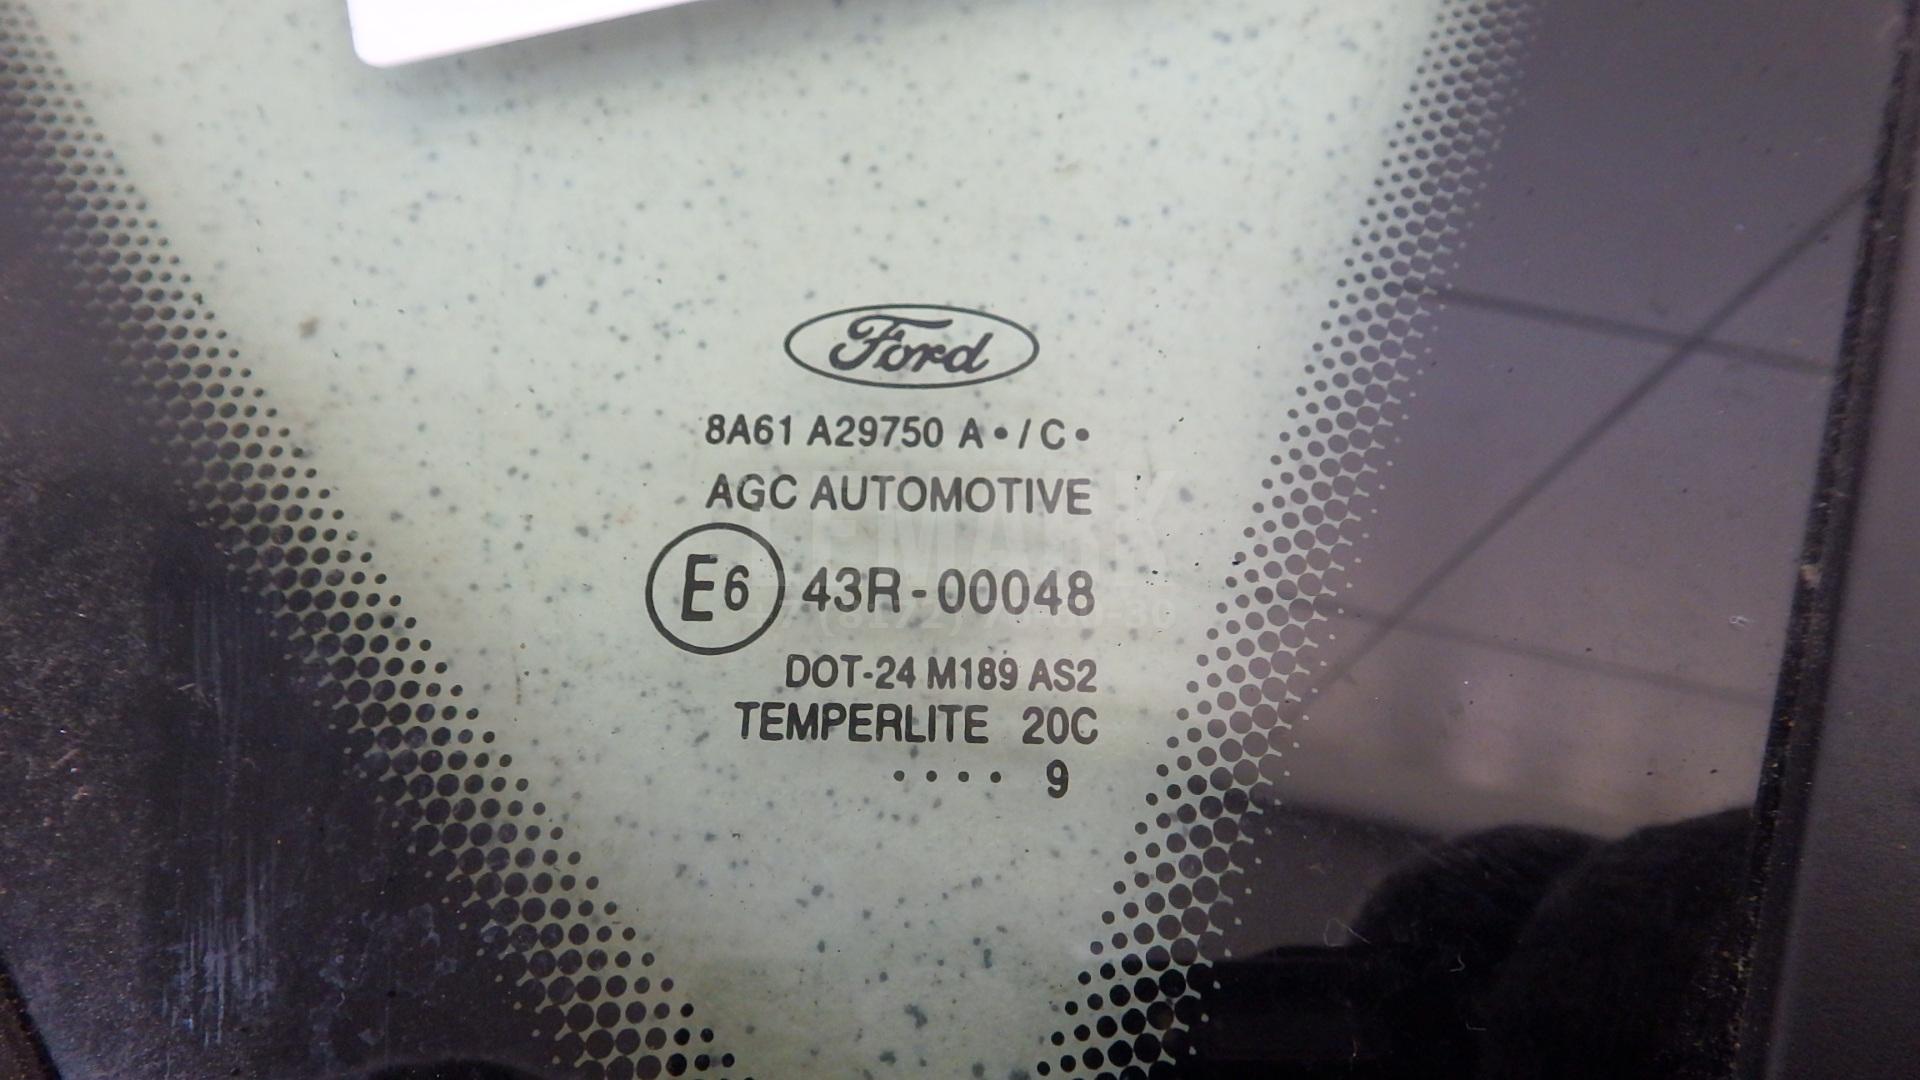 Ford
8A61 A29750 A•/C•
AGC AUTOMOTIVE
E6 43R-00048
DOT-24 M189 AS2
TEMPERLITE 20C
•••• 9